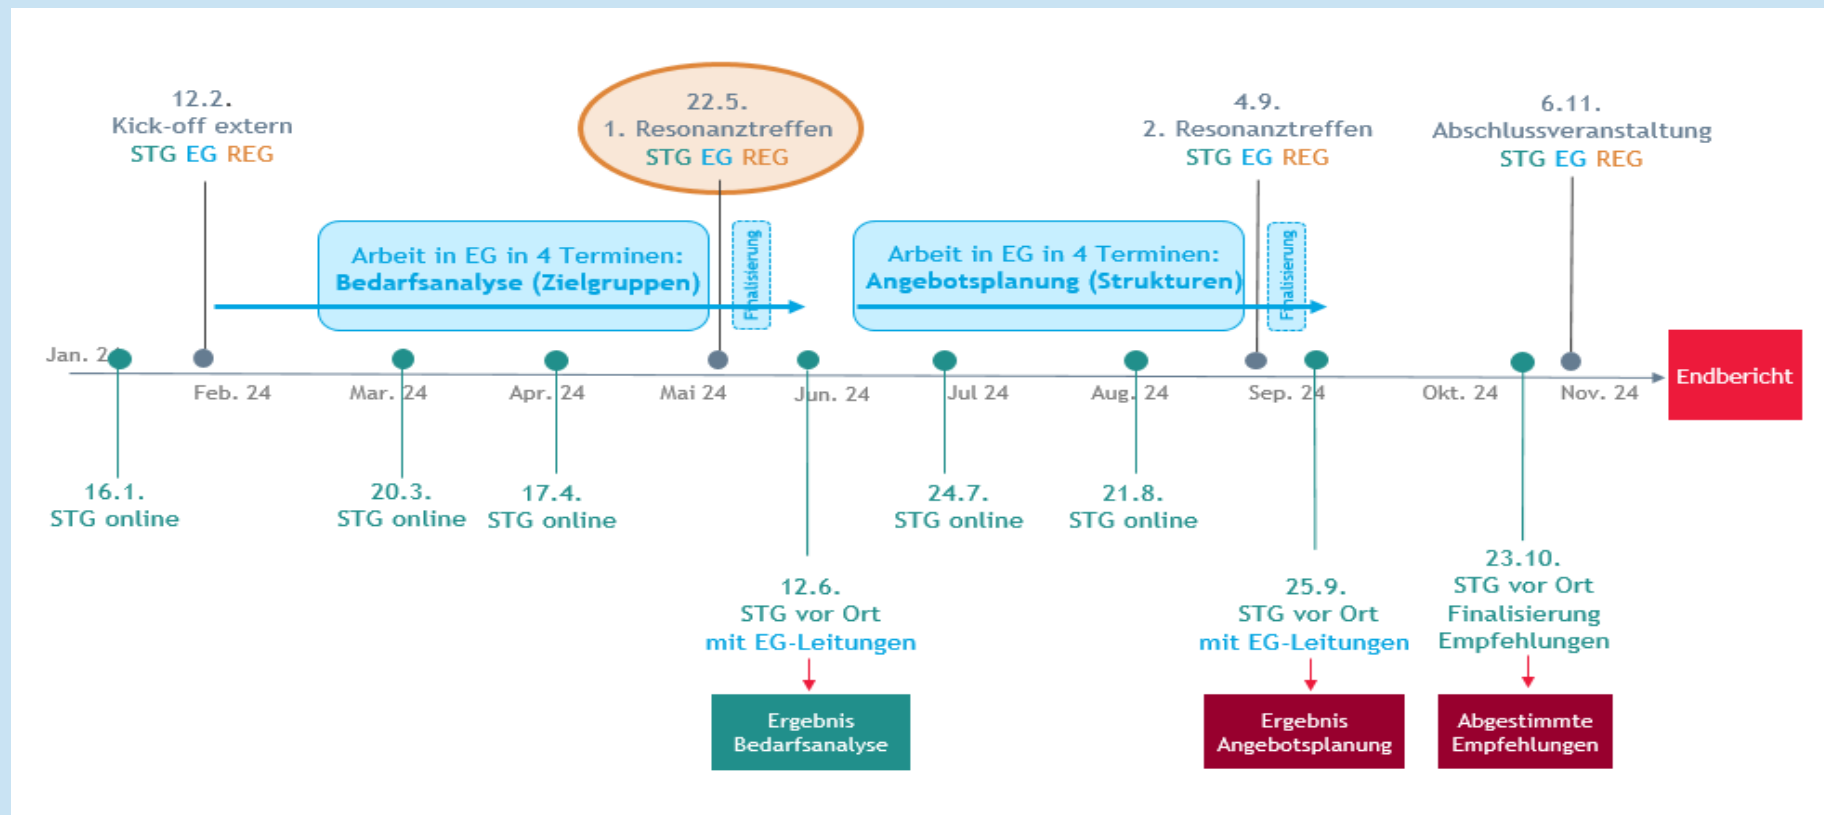 12.2.
Kick-off extern
STG EG REG
22.5.
1. Resonanztreffen
STG EG REG
4.9.
2. Resonanztreffen
STG EG REG
6.11.
Abschlussveranstaltung
STG EG REG
Arbeit in EG in 4 Terminen:
Bedarfsanalyse (Zielgruppen)
Finalisierung
Arbeit in EG in 4 Terminen:
Angebotsplanung (Strukturen)
Finalisierung
Jan. 24
Feb. 24
Mar. 24
Apr. 24
Mai 24
Jun. 24
Jul 24
Aug. 24
Sep. 24
Okt. 24
Nov. 24
Endbericht
16.1.
STG online
20.3.
STG online
17.4.
STG online
24.7.
STG online
21.8.
STG online
12.6.
STG vor Ort
mit EG-Leitungen
25.9.
STG vor Ort
mit EG-Leitungen
23.10.
STG vor Ort
Finalisierung
Empfehlungen
Ergebnis
Bedarfsanalyse
Ergebnis
Angebotsplanung
Abgestimmte
Empfehlungen